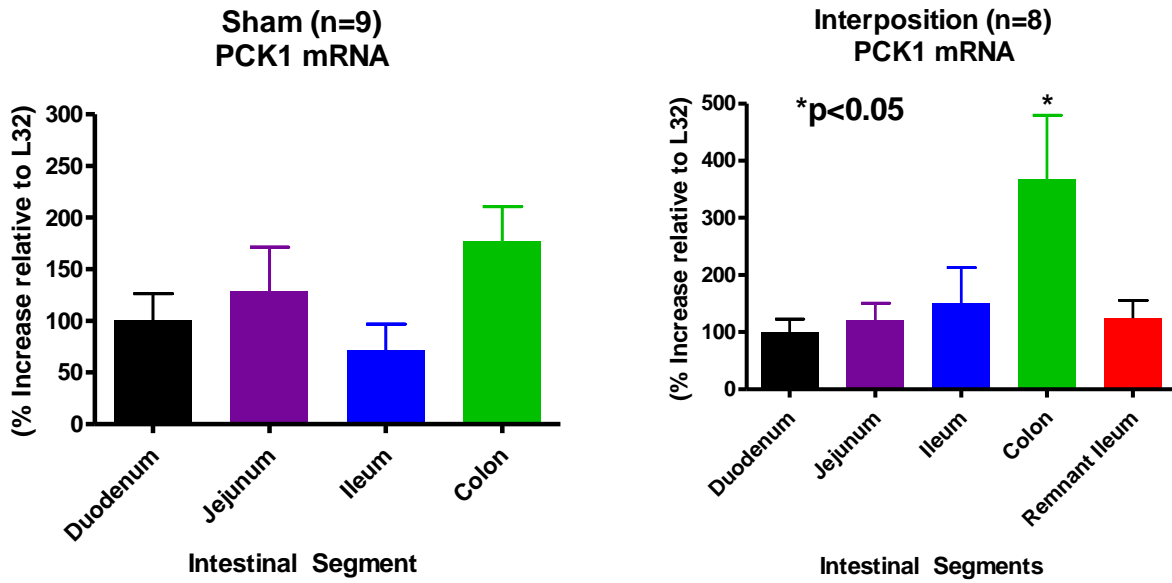 Sham (n=9)
PCK1 mRNA
(% Increase relative to L32)
300
250
200
150
100
50
0
Duodenum
Jejunum
Ileum
Colon
Intestinal Segment
Interposition (n=8)
PCK1 mRNA
*p<0.05
*
(% Increase relative to L32)
500
400
300
200
100
0
Duodenum
Jejunum
Ileum
Colon
Remnant Ileum
Intestinal Segments